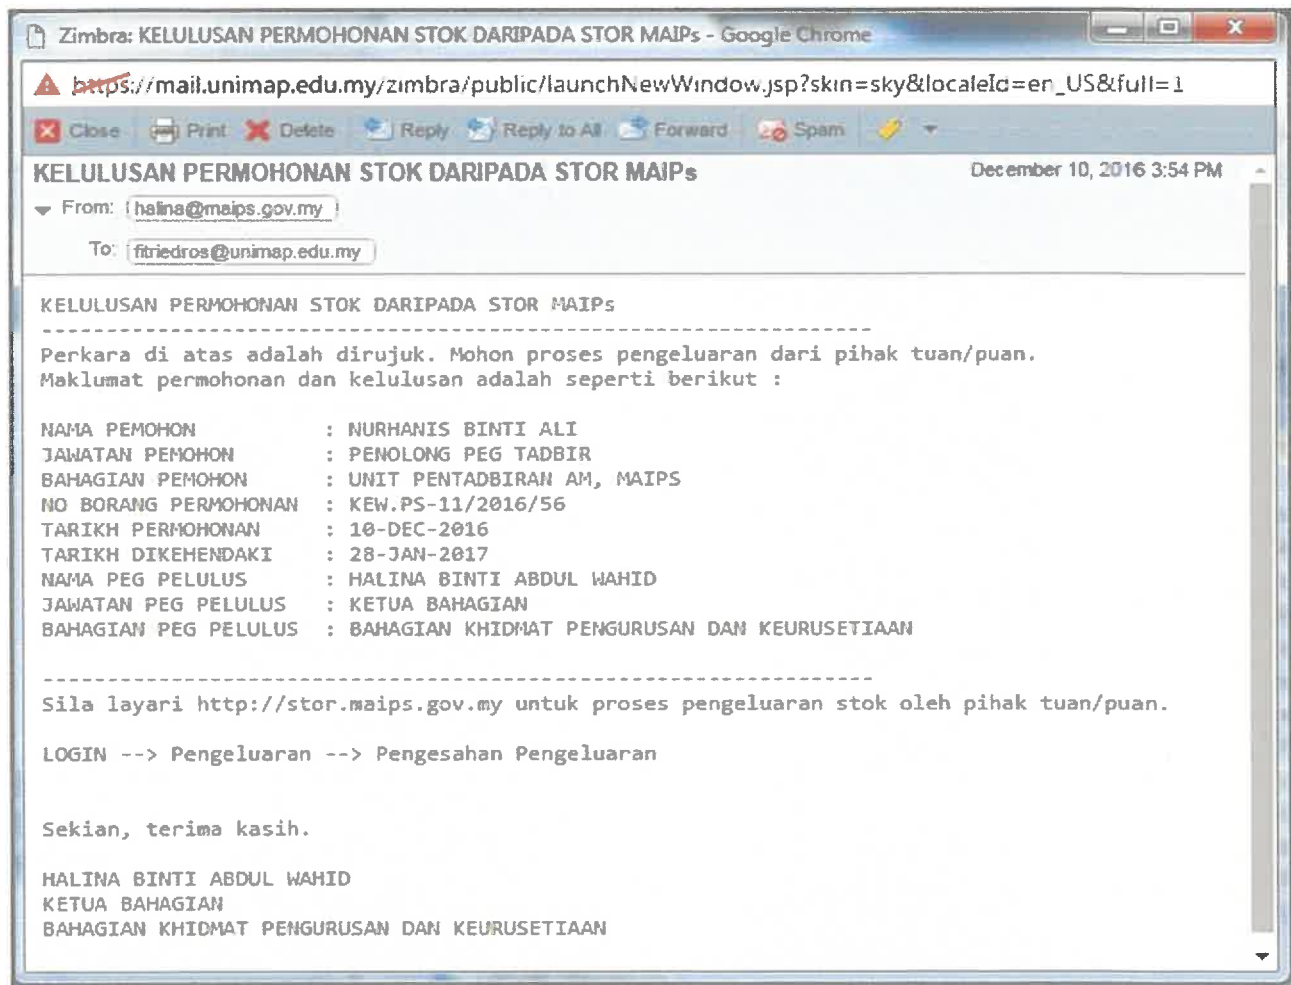 Zimbra: KELULUSAN PERMOHONAN STOK DARIPADA STOR MAIPs - Google Chrome
https://mail.unimap.edu.my/zimbra/public/launchNewWindow.jsp?skin=sky&localeId=en_US&full=1
Close Print Delete Reply Reply to All Forward Spam
KELULUSAN PERMOHONAN STOK DARIPADA STOR MAIPs December 10, 2016 3:54 PM
From: halina@maips.gov.my
To: fitriedros@unimap.edu.my
KELULUSAN PERMOHONAN STOK DARIPADA STOR MAIPs
-----------------------------------------------------------------
Perkara di atas adalah dirujuk. Mohon proses pengeluaran dari pihak tuan/puan.
Maklumat permohonan dan kelulusan adalah seperti berikut :
NAMA PEMOHON : NURHANIS BINTI ALI
JAWATAN PEMOHON : PENOLONG PEG TADBIR
BAHAGIAN PEMOHON : UNIT PENTADBIRAN AM, MAIPS
NO BORANG PERMOHONAN : KEW.PS-11/2016/56
TARIKH PERMOHONAN : 10-DEC-2016
TARIKH DIKEHENDAKI : 28-JAN-2017
NAMA PEG PELULUS : HALINA BINTI ABDUL WAHID
JAWATAN PEG PELULUS : KETUA BAHAGIAN
BAHAGIAN PEG PELULUS : BAHAGIAN KHIDMAT PENGURUSAN DAN KEURUSETIAAN
-----------------------------------------------------------------
Sila layari http://stor.maips.gov.my untuk proses pengeluaran stok oleh pihak tuan/puan.
LOGIN --> Pengeluaran --> Pengesahan Pengeluaran
Sekian, terima kasih.
HALINA BINTI ABDUL WAHID
KETUA BAHAGIAN
BAHAGIAN KHIDMAT PENGURUSAN DAN KEURUSETIAAN